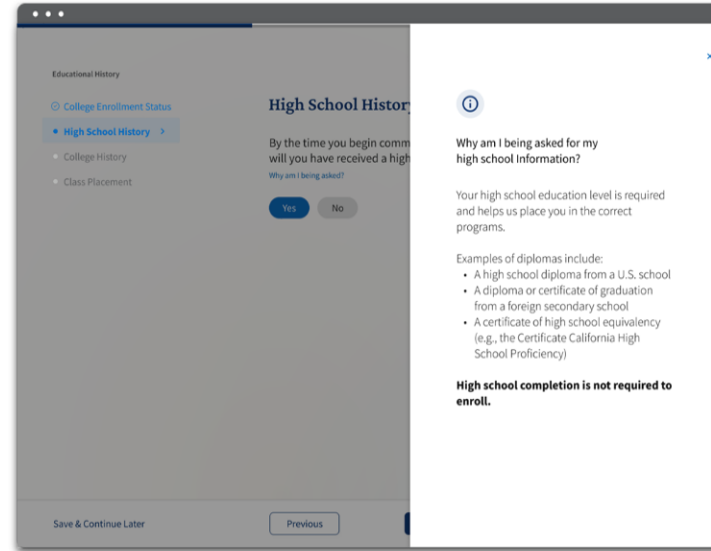 Educational History
College Enrollment Status
High School History
College History
Class Placement
High School
By the time you begin
will you have received a high
Why am I being asked?
Yes
No
Save & Continue Later
Previous
Why am I being asked for my
high school Information?
Your high school education level is required
and helps us place you in the correct
programs.
Examples of diplomas include:
• A high school diploma from a U.S. school
• A diploma or certificate of graduation
from a foreign secondary school
• A certificate of high school equivalency
(e.g., the Certificate California High
School Proficiency)
High school completion is not required to
enroll.